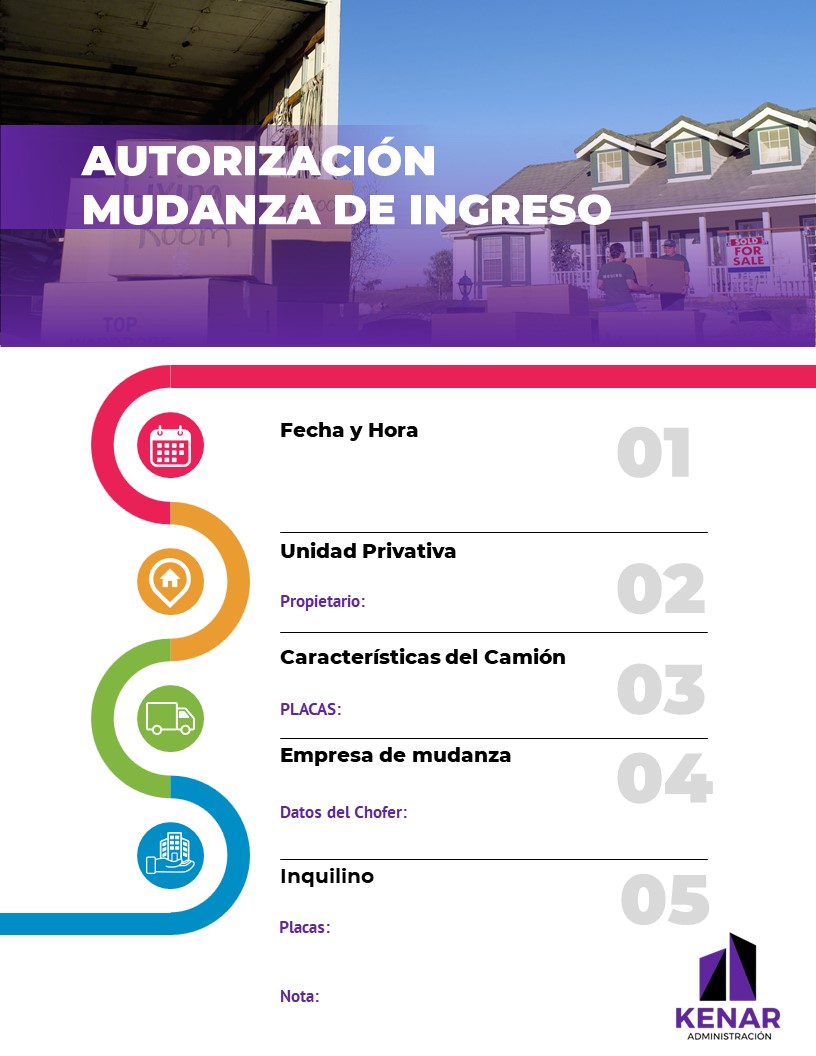 AUTORIZACIÓN
MUDANZA DE INGRESO
Living
Room
TOP
SOLD
FOR
SALE
Fecha y Hora
01
Unidad Privativa
02
Propietario:
Características del Camión
03
PLACAS:
Empresa de mudanza
04
Datos del Chofer:
Inquilino
05
Placas:
Nota:
KENAR
ADMINISTRACIÓN